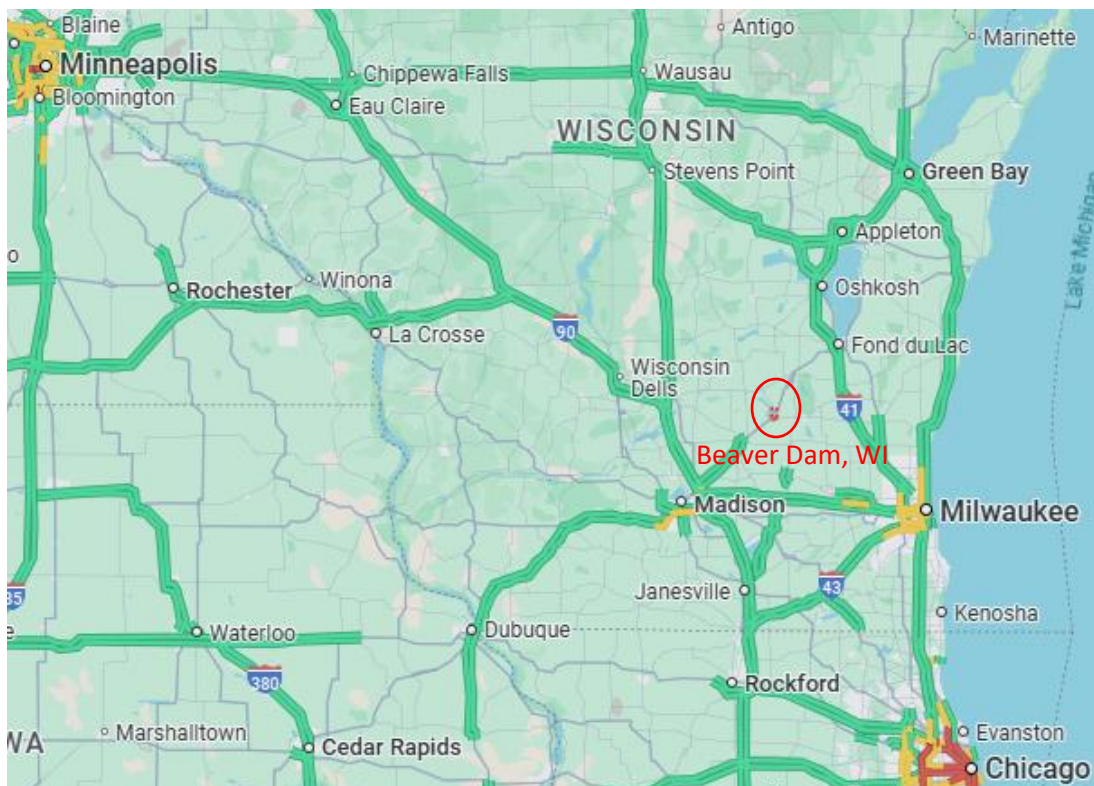 Blaine
Minneapolis
Bloomington
Chippewa Falls
Eau Claire
Antigo
Marinette
Wausau
WISCONSIN
Stevens Point
Green Bay
Appleton
Lake Michigan
Oshkosh
Winona
Rochester
La Crosse
90
Fond du Lac
Wisconsin
Dells
41
Beaver Dam, WI
Madison
Milwaukee
35
Janesville
43
Kenosha
Waterloo
Dubuque
380
Rockford
Marshalltown
WA
Cedar Rapids
Evanston
Chicago